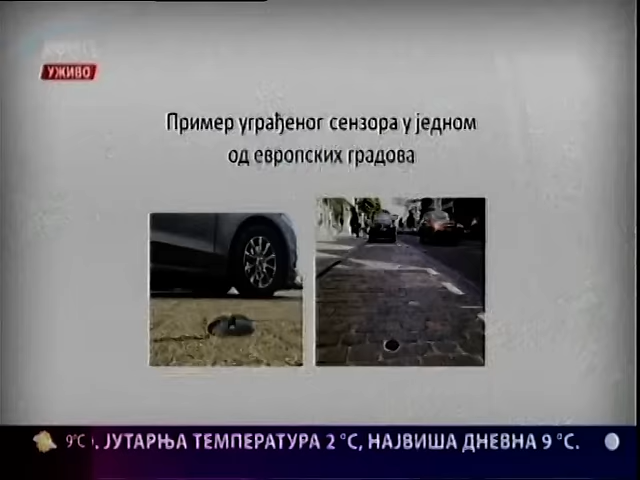 УЖИВО
Пример уграђеног сензора у једном
од европских градова
9°C . ЈУТАРЊА ТЕМПЕРАТУРА 2 °C, НАЈВИША ДНЕВНА 9 °C.